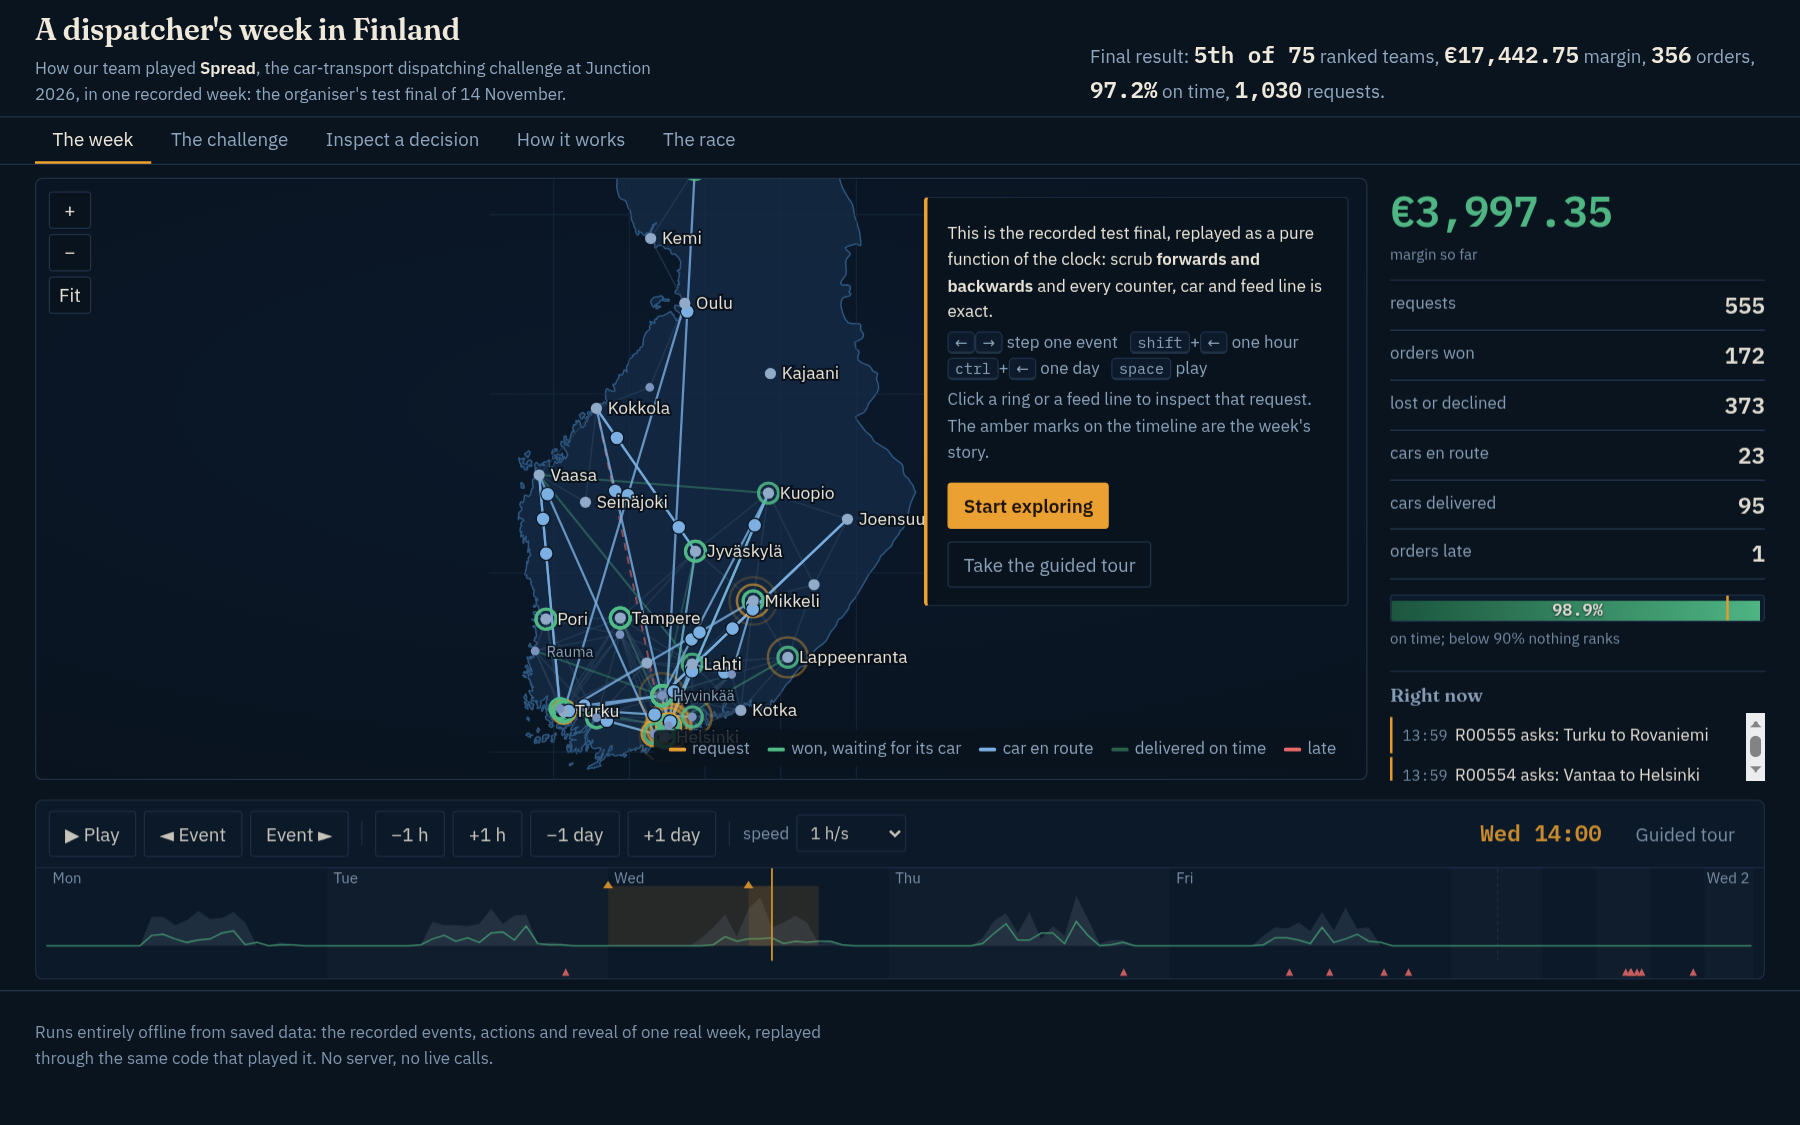 A dispatcher's week in Finland
How our team played Spread, the car-transport dispatching challenge at Junction
2026, in one recorded week: the organiser's test final of 14 November.
Final result: 5th of 75 ranked teams, €17,442.75 margin, 356 orders,
97.2% on time, 1,030 requests.
The week
The challenge
Inspect a decision
How it works
The race
+
−
Fit
Kemi
Oulu
Kajaani
Kokkola
Vaasa
Seinäjoki
Kuopio
Joensuu
Jyväskylä
Mikkeli
Pori
Tampere
Rauma
Lahti
Lappeenranta
Hyvinkää
Turku
Kotka
Helsinki
This is the recorded test final, replayed as a pure
function of the clock: scrub forwards and
backwards and every counter, car and feed line is
exact.
← → step one event shift+← one hour
ctrl+← one day space play
Click a ring or a feed line to inspect that request.
The amber marks on the timeline are the week's
story.
Start exploring
Take the guided tour
request
won, waiting for its car
car en route
delivered on time
late
€3,997.35
margin so far
requests 555
orders won 172
lost or declined 373
cars en route 23
cars delivered 95
orders late 1
98.9%
on time; below 90% nothing ranks
Right now
13:59 R00555 asks: Turku to Rovaniemi
13:59 R00554 asks: Vantaa to Helsinki
▶ Play
◄ Event
Event ►
−1 h
+1 h
−1 day
+1 day
speed
1 h/s
Wed 14:00
Guided tour
Mon
Tue
Wed
Thu
Fri
Wed 2
Runs entirely offline from saved data: the recorded events, actions and reveal of one real week, replayed
through the same code that played it. No server, no live calls.